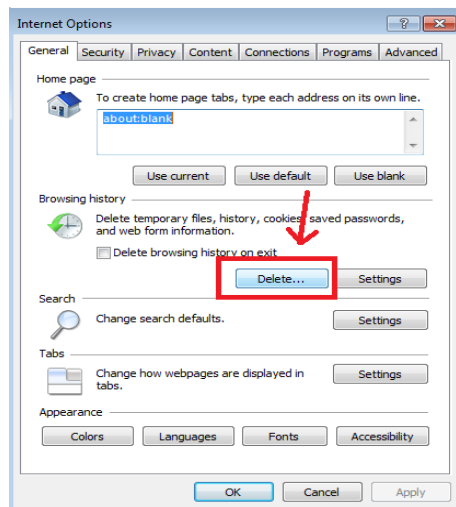 Internet Options
General Security Privacy Content Connections Programs Advanced
Home page
To create home page tabs, type each address on its own line.
about:blank
Use current Use default Use blank
Browsing history
Delete temporary files, history, cookies, saved passwords,
and web form information.
Delete browsing history on exit
Delete... Settings
Search
Change search defaults. Settings
Tabs
Change how webpages are displayed in Settings
tabs.
Appearance
Colors Languages Fonts Accessibility
OK Cancel Apply